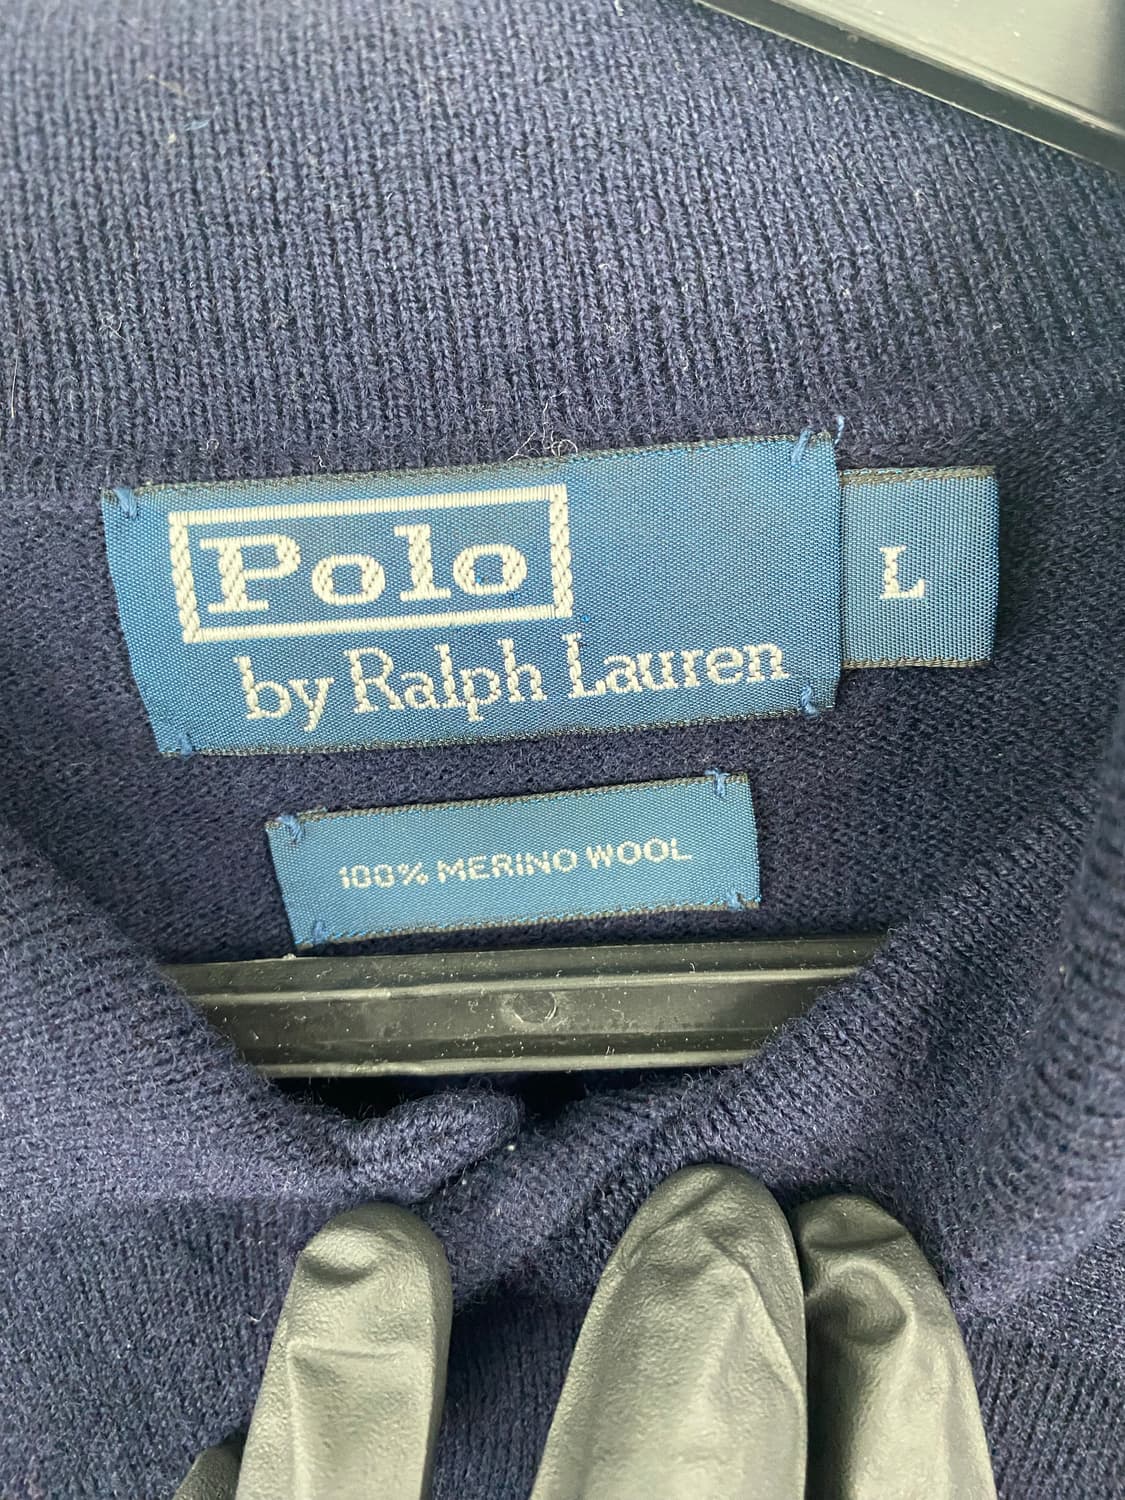 Polo
L
by Ralph Lauren
100% MERINO WOOL